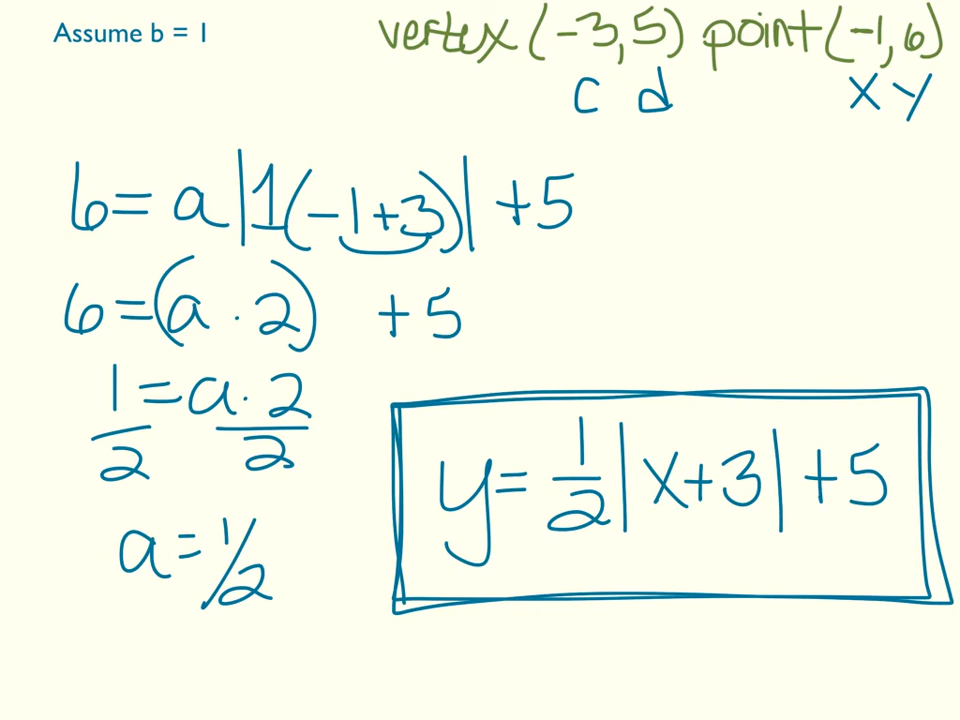 Assume b = 1
vertex (-3,5) point (-1,6)
c d x y
6 = a |1(-1+3)| +5
6 = (a · 2) +5
1 = a · 2
2 2
a = 1/2
y = 1/2 |x+3| +5